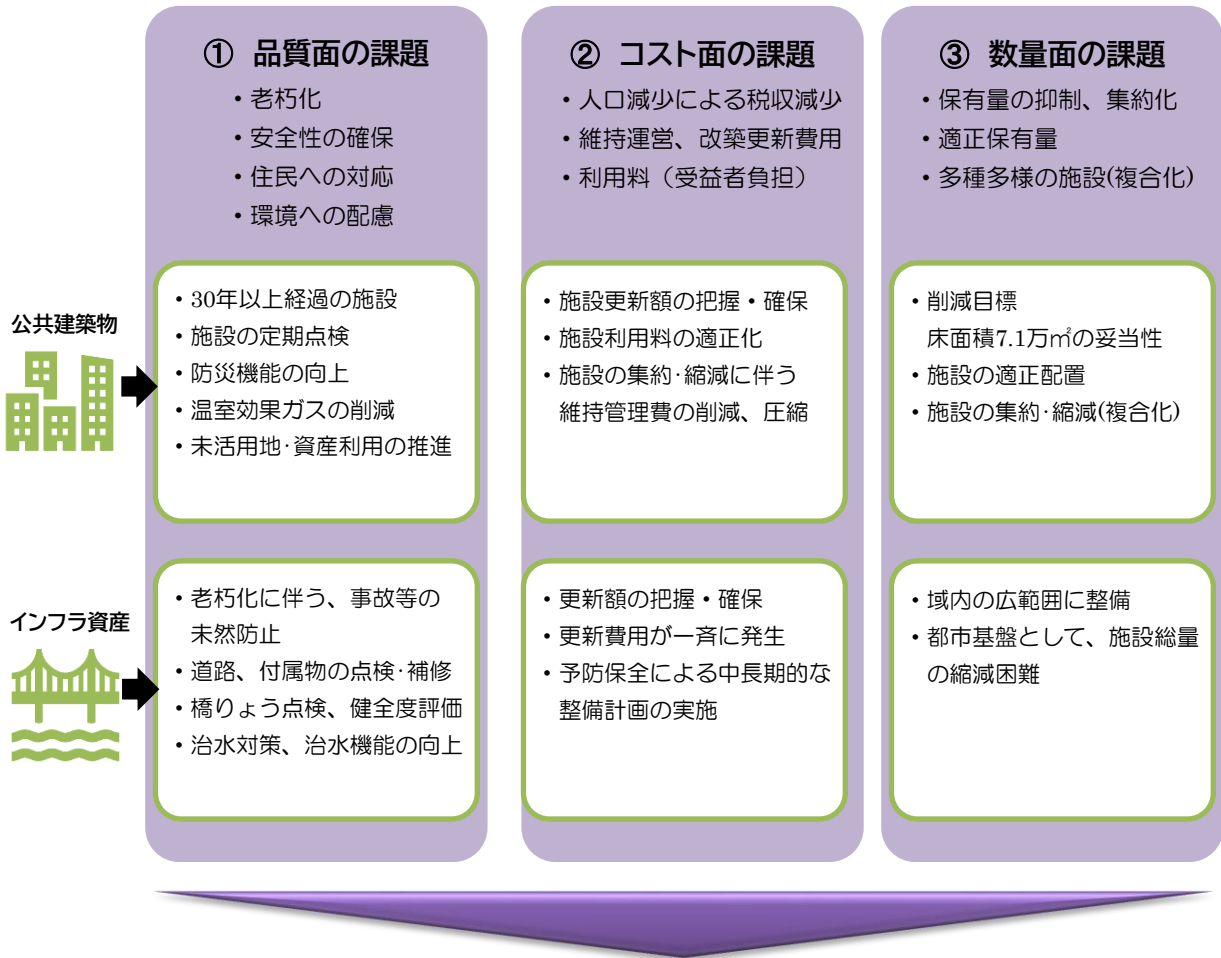 ① 品質面の課題
・老朽化
・安全性の確保
・住民への対応
・環境への配慮
② コスト面の課題
・人口減少による税収減少
・維持運営、改築更新費用
・利用料（受益者負担）
③ 数量面の課題
・保有量の抑制、集約化
・適正保有量
・多種多様の施設(複合化)
公共建築物
・30年以上経過の施設
・施設の定期点検
・防災機能の向上
・温室効果ガスの削減
・未活用地･資産利用の推進
・施設更新額の把握・確保
・施設利用料の適正化
・施設の集約･縮減に伴う
維持管理費の削減、圧縮
・削減目標
床面積7.1万㎡の妥当性
・施設の適正配置
・施設の集約･縮減(複合化)
インフラ資産
・老朽化に伴う、事故等の
未然防止
・道路、付属物の点検･補修
・橋りょう点検、健全度評価
・治水対策、治水機能の向上
・更新額の把握・確保
・更新費用が一斉に発生
・予防保全による中長期的な
整備計画の実施
・域内の広範囲に整備
・都市基盤として、施設総量
の縮減困難